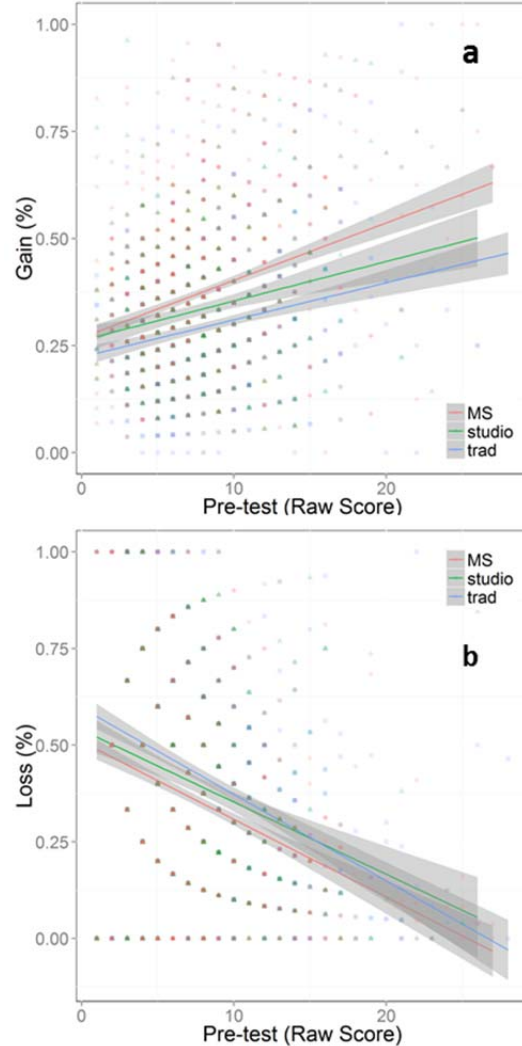 a
1.00
0.75
0.50
0.25
0.00
Gain (%)
MS
studio
trad
0
10
20
Pre-test (Raw Score)
1.00
MS
studio
trad
b
0.75
0.50
0.25
0.00
Loss (%)
0
10
20
Pre-test (Raw Score)